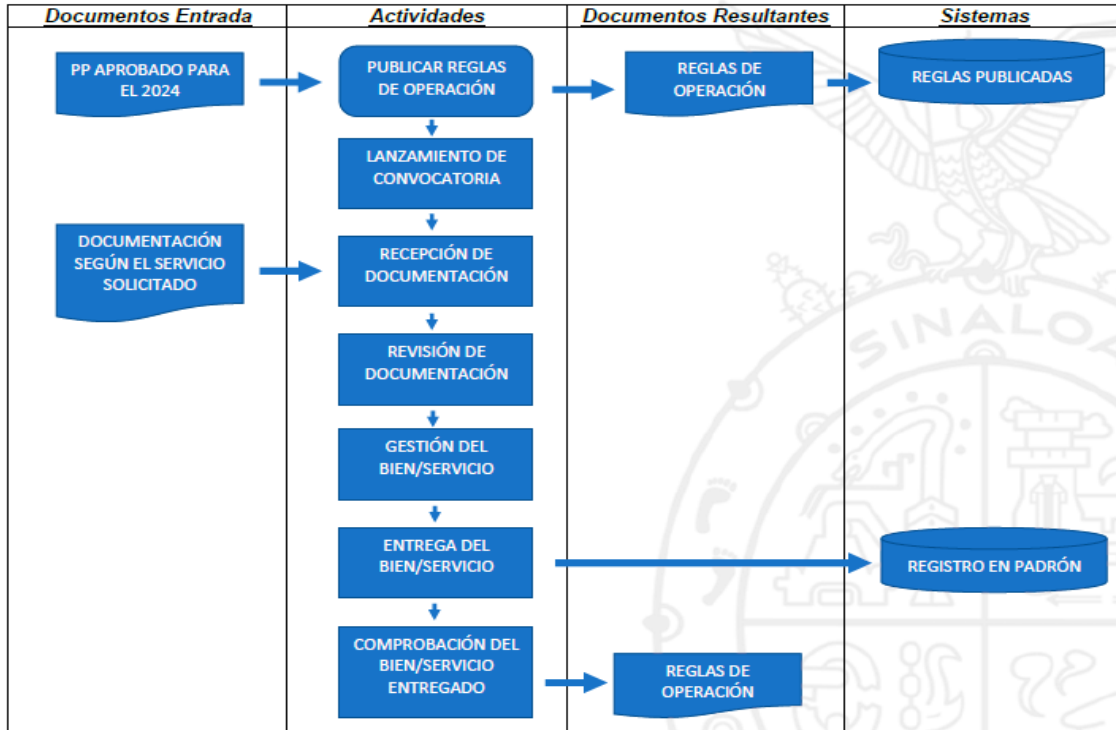 Documentos Entrada
Actividades
Documentos Resultantes
Sistemas
PP APROBADO PARA
EL 2024
PUBLICAR REGLAS
DE OPERACIÓN
REGLAS DE
OPERACIÓN
REGLAS PUBLICADAS
LANZAMIENTO DE
CONVOCATORIA
DOCUMENTACIÓN
SEGÚN EL SERVICIO
SOLICITADO
RECEPCIÓN DE
DOCUMENTACIÓN
REVISIÓN DE
DOCUMENTACIÓN
GESTIÓN DEL
BIEN/SERVICIO
ENTREGA DEL
BIEN/SERVICIO
REGISTRO EN PADRÓN
COMPROBACIÓN DEL
BIEN/SERVICIO
ENTREGADO
REGLAS DE
OPERACIÓN
SINALOA